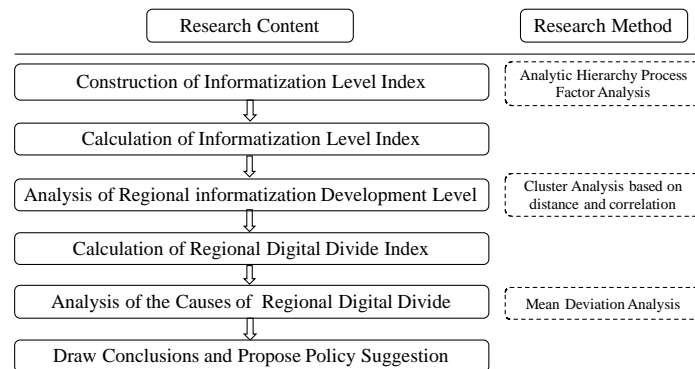 Research Content
Research Method
Construction of Informatization Level Index
Analytic Hierarchy Process
Factor Analysis
Calculation of Informatization Level Index
Analysis of Regional informatization Development Level
Cluster Analysis based on
distance and correlation
Calculation of Regional Digital Divide Index
Analysis of the Causes of Regional Digital Divide
Mean Deviation Analysis
Draw Conclusions and Propose Policy Suggestion